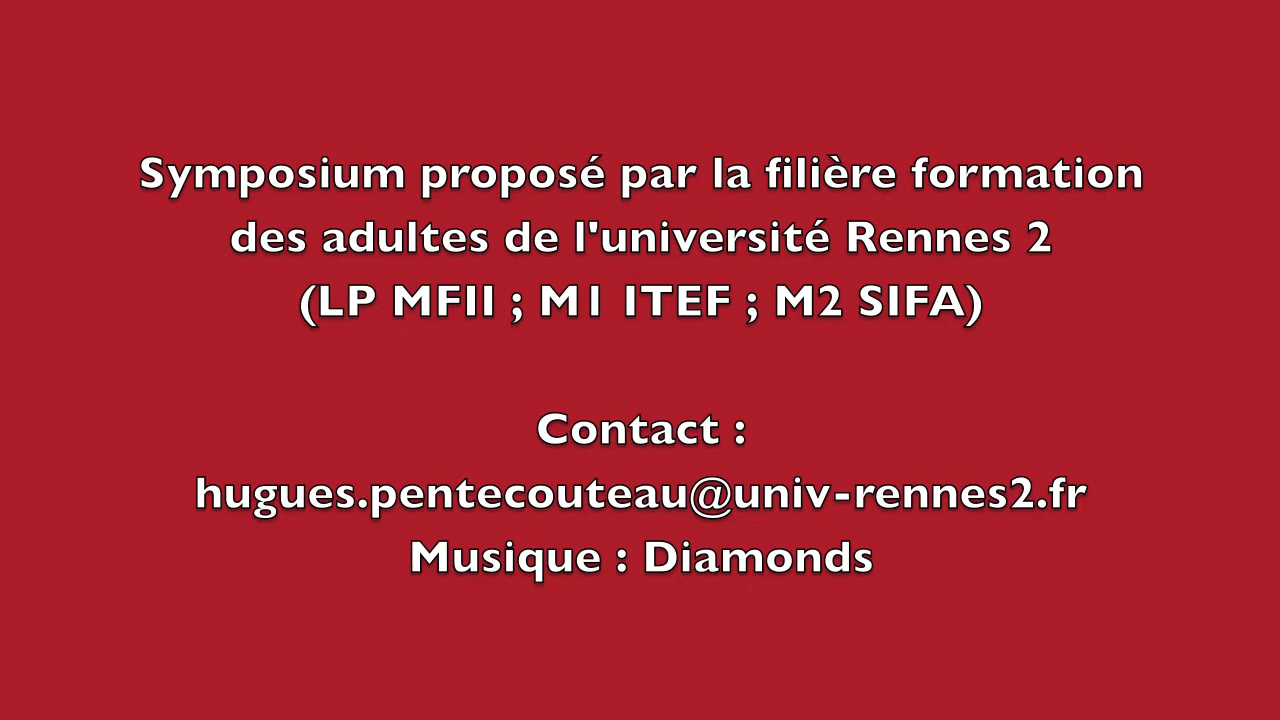 Symposium proposé par la filière formation
des adultes de l'université Rennes 2
(LP MFII ; M1 ITEF ; M2 SIFA)
Contact :
hugues.pentecouteau@univ-rennes2.fr
Musique : Diamonds